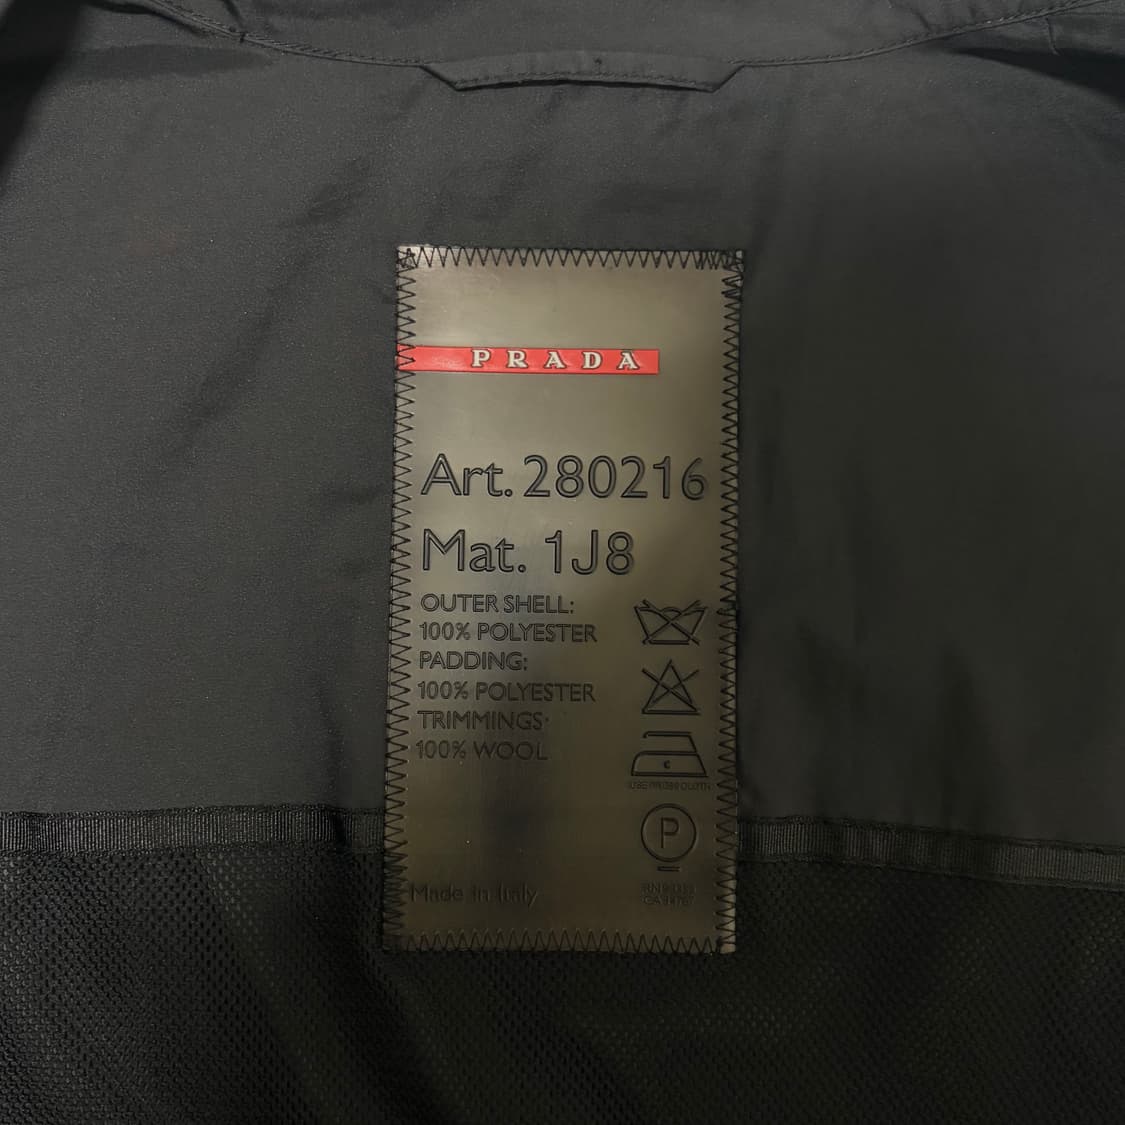 PRADA
Art. 280216
Mat. 1J8
OUTER SHELL:
100% POLYESTER
PADDING:
100% POLYESTER
TRIMMINGS:
100% WOOL
USE PRESS CLOTH
P
Made in Italy